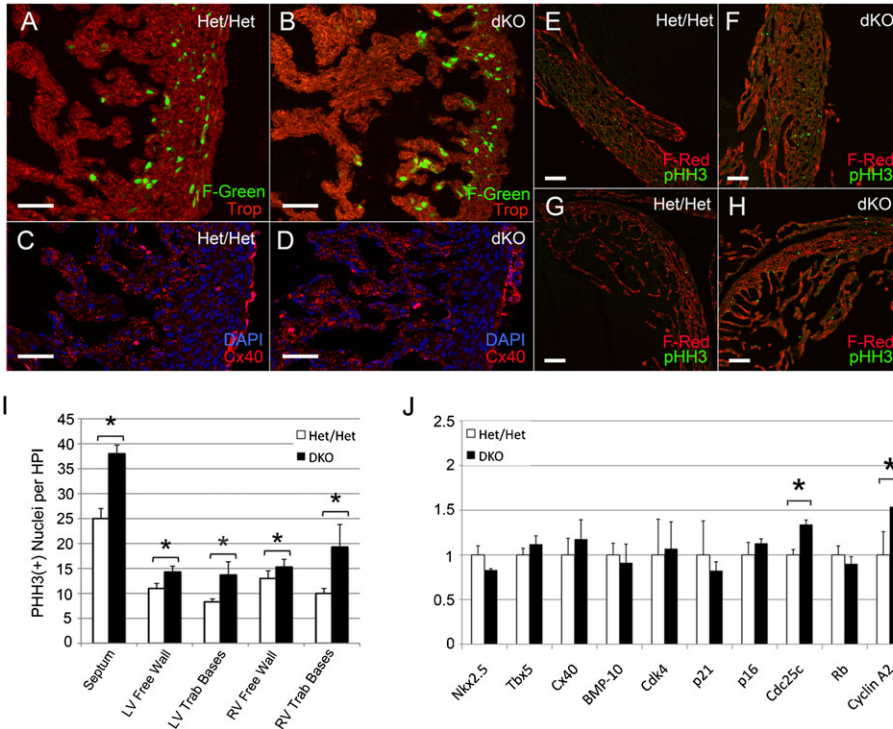 A
Het/Het
F-Green
Trop
B
dKO
F-Green
Trop
C
Het/Het
DAPI
Cx40
D
dKO
DAPI
Cx40
E
Het/Het
F-Red
pHH3
F
dKO
F-Red
pHH3
G
Het/Het
F-Red
pHH3
H
dKO
F-Red
pHH3
I
PHH3(+) Nuclei per HPI
45
40
35
30
25
20
15
10
5
0
*
*
*
*
*
Het/Het
DKO
Septum
LV Free Wall
LV Trab Bases
RV Free Wall
RV Trab Bases
J
2.5
2
1.5
1
0.5
0
Het/Het
DKO
*
*
Nkx2.5
Tbx5
Cx40
BMP-10
Cdk4
p21
p16
Cdc25c
Rb
Cyclin A2